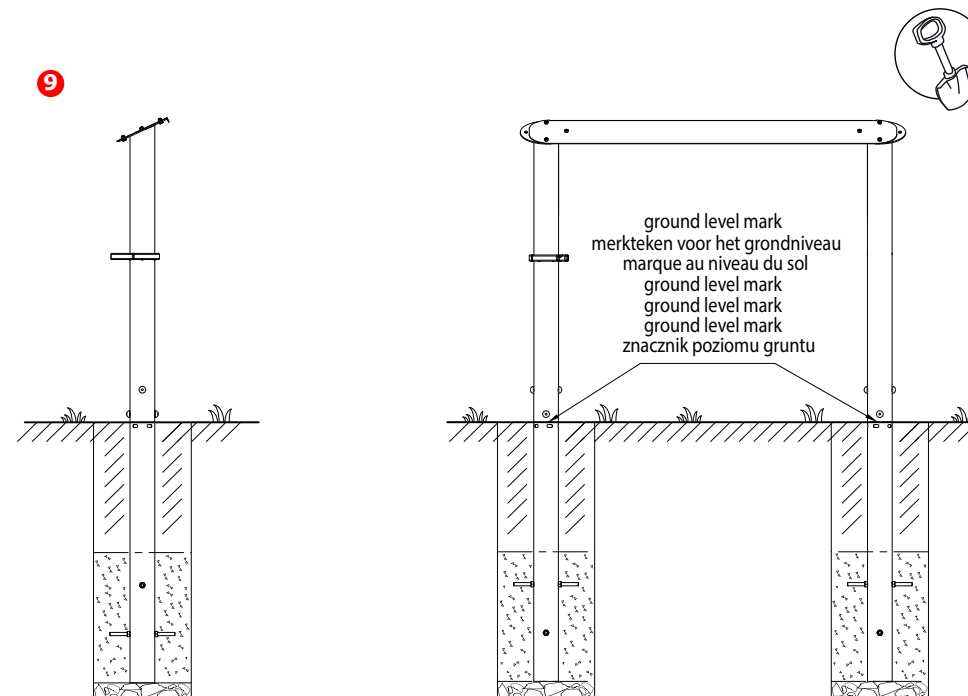 9
ground level mark
merkteken voor het grondniveau
marque au niveau du sol
ground level mark
ground level mark
ground level mark
znacznik poziomu gruntu